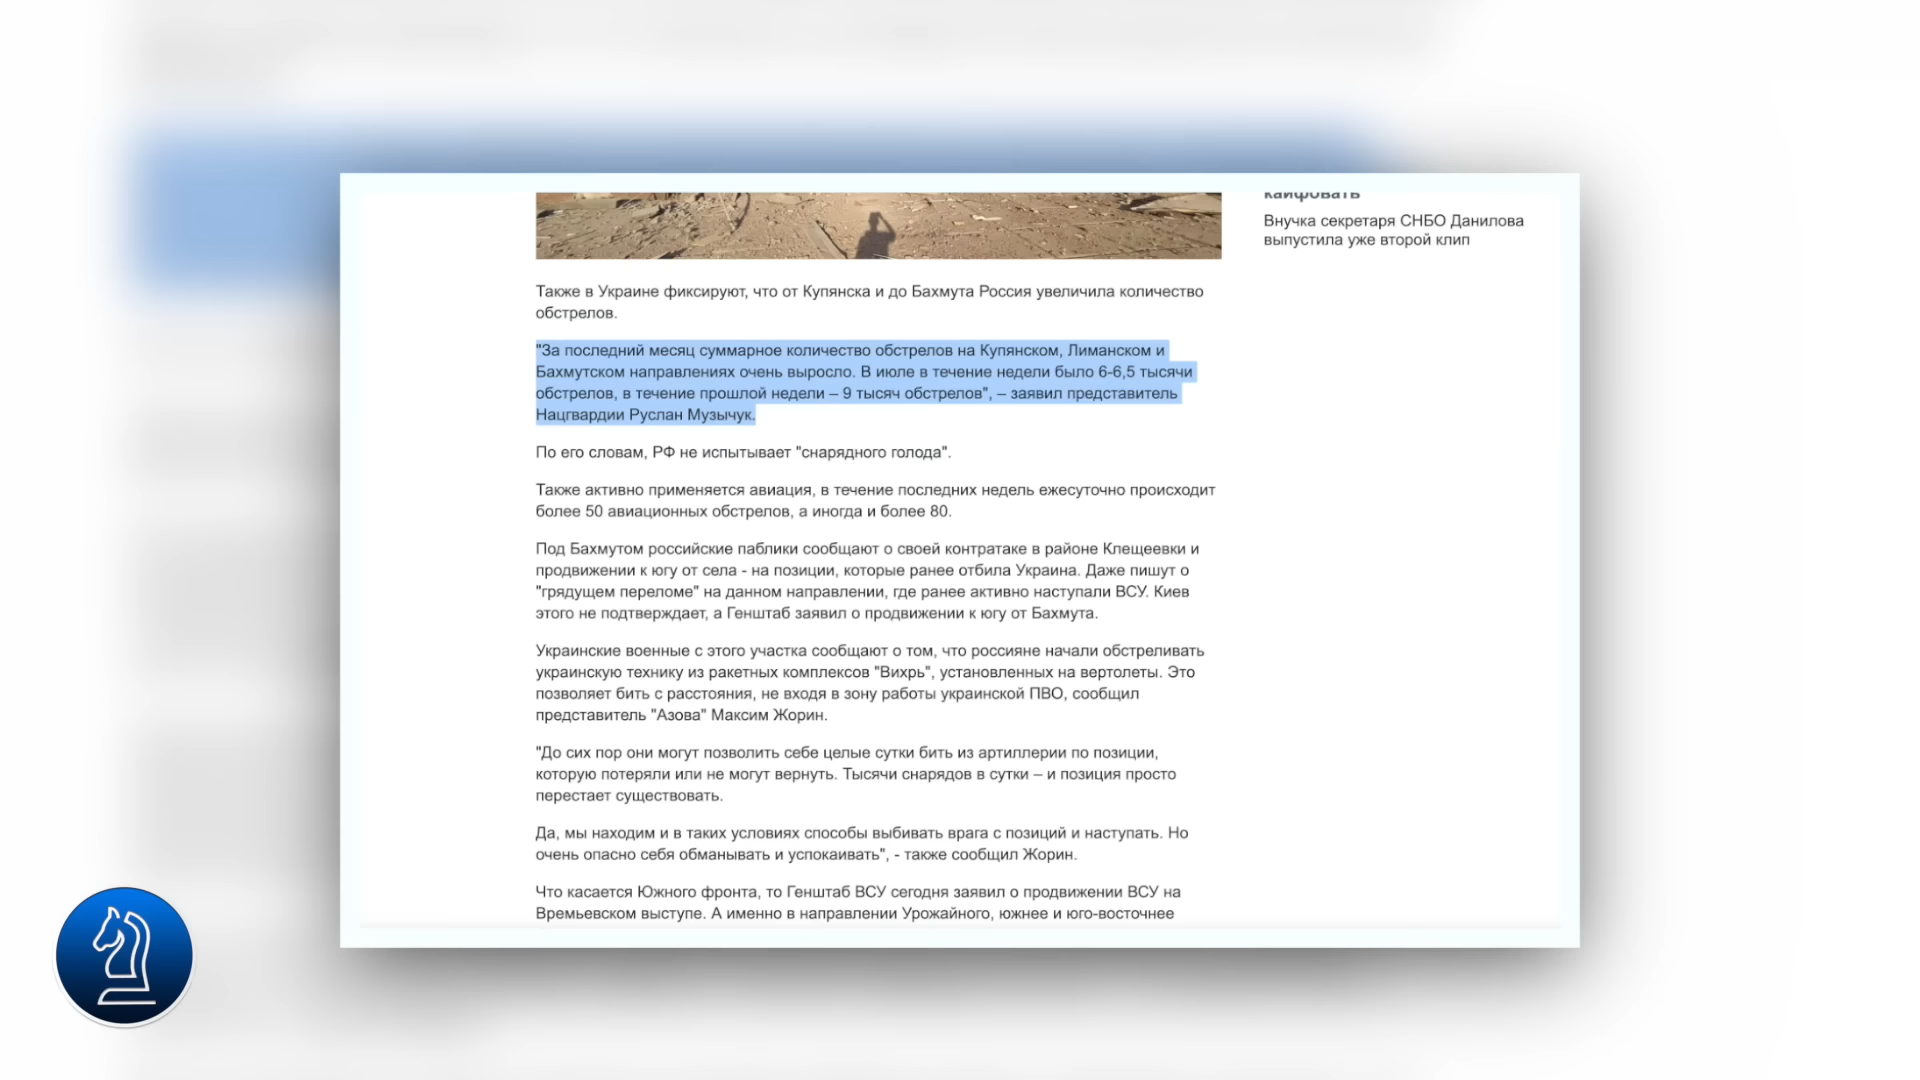 кайфовать
Внучка секретаря СНБО Данилова
выпустила уже второй клип
Также в Украине фиксируют, что от Купянска и до Бахмута Россия увеличила количество
обстрелов.
"За последний месяц суммарное количество обстрелов на Купянском, Лиманском и
Бахмутском направлениях очень выросло. В июле в течение недели было 6-6,5 тысячи
обстрелов, в течение прошлой недели – 9 тысяч обстрелов", – заявил представитель
Нацгвардии Руслан Музычук.
По его словам, РФ не испытывает "снарядного голода".
Также активно применяется авиация, в течение последних недель ежесуточно происходит
более 50 авиационных обстрелов, а иногда и более 80.
Под Бахмутом российские паблики сообщают о своей контратаке в районе Клещеевки и
продвижении к югу от села - на позиции, которые ранее отбила Украина. Даже пишут о
"грядущем переломе" на данном направлении, где ранее активно наступали ВСУ. Киев
этого не подтверждает, а Генштаб заявил о продвижении к югу от Бахмута.
Украинские военные с этого участка сообщают о том, что россияне начали обстреливать
украинскую технику из ракетных комплексов "Вихрь", установленных на вертолеты. Это
позволяет бить с расстояния, не входя в зону работы украинской ПВО, сообщил
представитель "Азова" Максим Жорин.
"До сих пор они могут позволить себе целые сутки бить из артиллерии по позиции,
которую потеряли или не могут вернуть. Тысячи снарядов в сутки – и позиция просто
перестает существовать.
Да, мы находим и в таких условиях способы выбивать врага с позиций и наступать. Но
очень опасно себя обманывать и успокаивать", - также сообщил Жорин.
Что касается Южного фронта, то Генштаб ВСУ сегодня заявил о продвижении ВСУ на
Времьевском выступе. А именно в направлении Урожайного, южнее и юго-восточнее